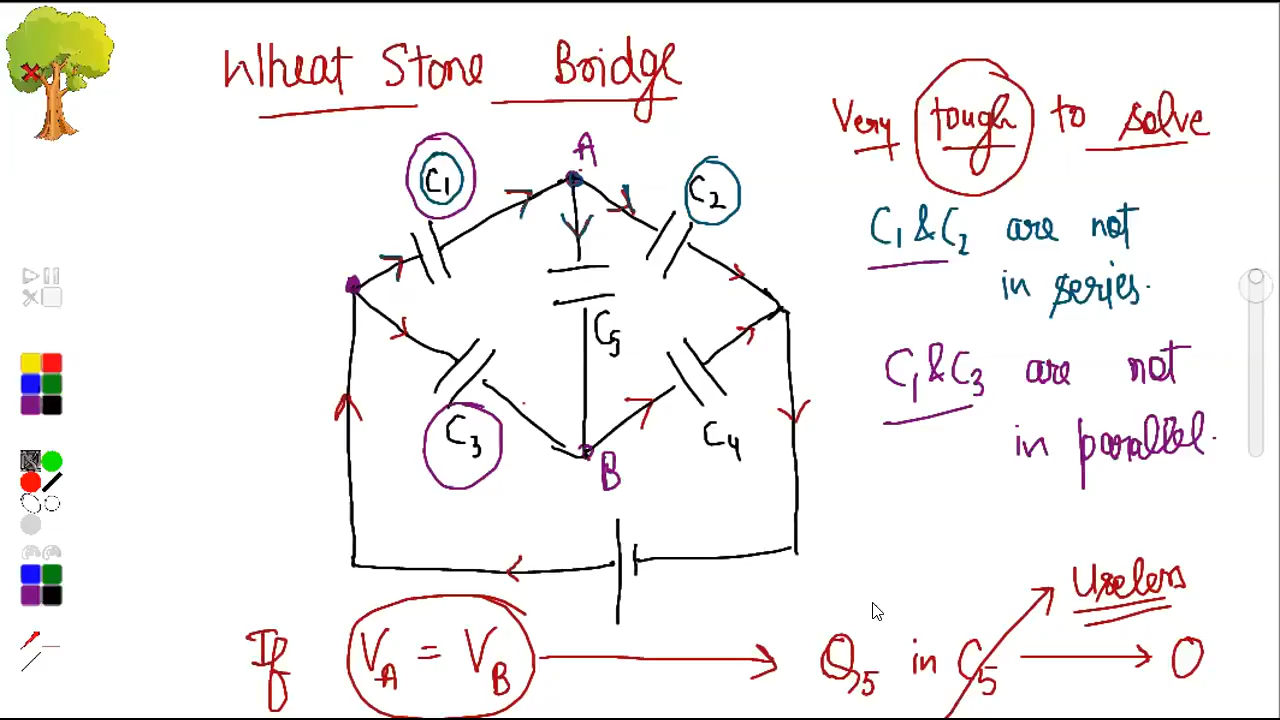 Wheat Stone Bridge
Very tough to solve
A
C1
C2
C1 & C2 are not
in series.
C5
C1 & C3 are not
in parallel.
C3
C4
B
Useless
If VA = VB → Q5 in C5 → 0